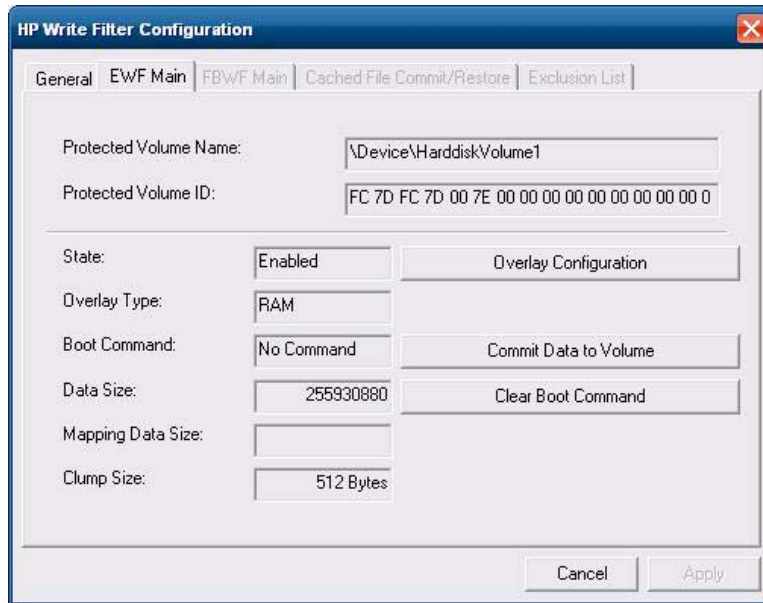 HP Write Filter Configuration
General EWF Main FBWF Main Cached File Commit/Restore Exclusion List
Protected Volume Name: \Device\HarddiskVolume1
Protected Volume ID: FC 7D FC 7D 00 7E 00 00 00 00 00 00 00 00 00 0
State: Enabled Overlay Configuration
Overlay Type: RAM
Boot Command: No Command Commit Data to Volume
Data Size: 255930880 Clear Boot Command
Mapping Data Size:
Clump Size: 512 Bytes
Cancel Apply